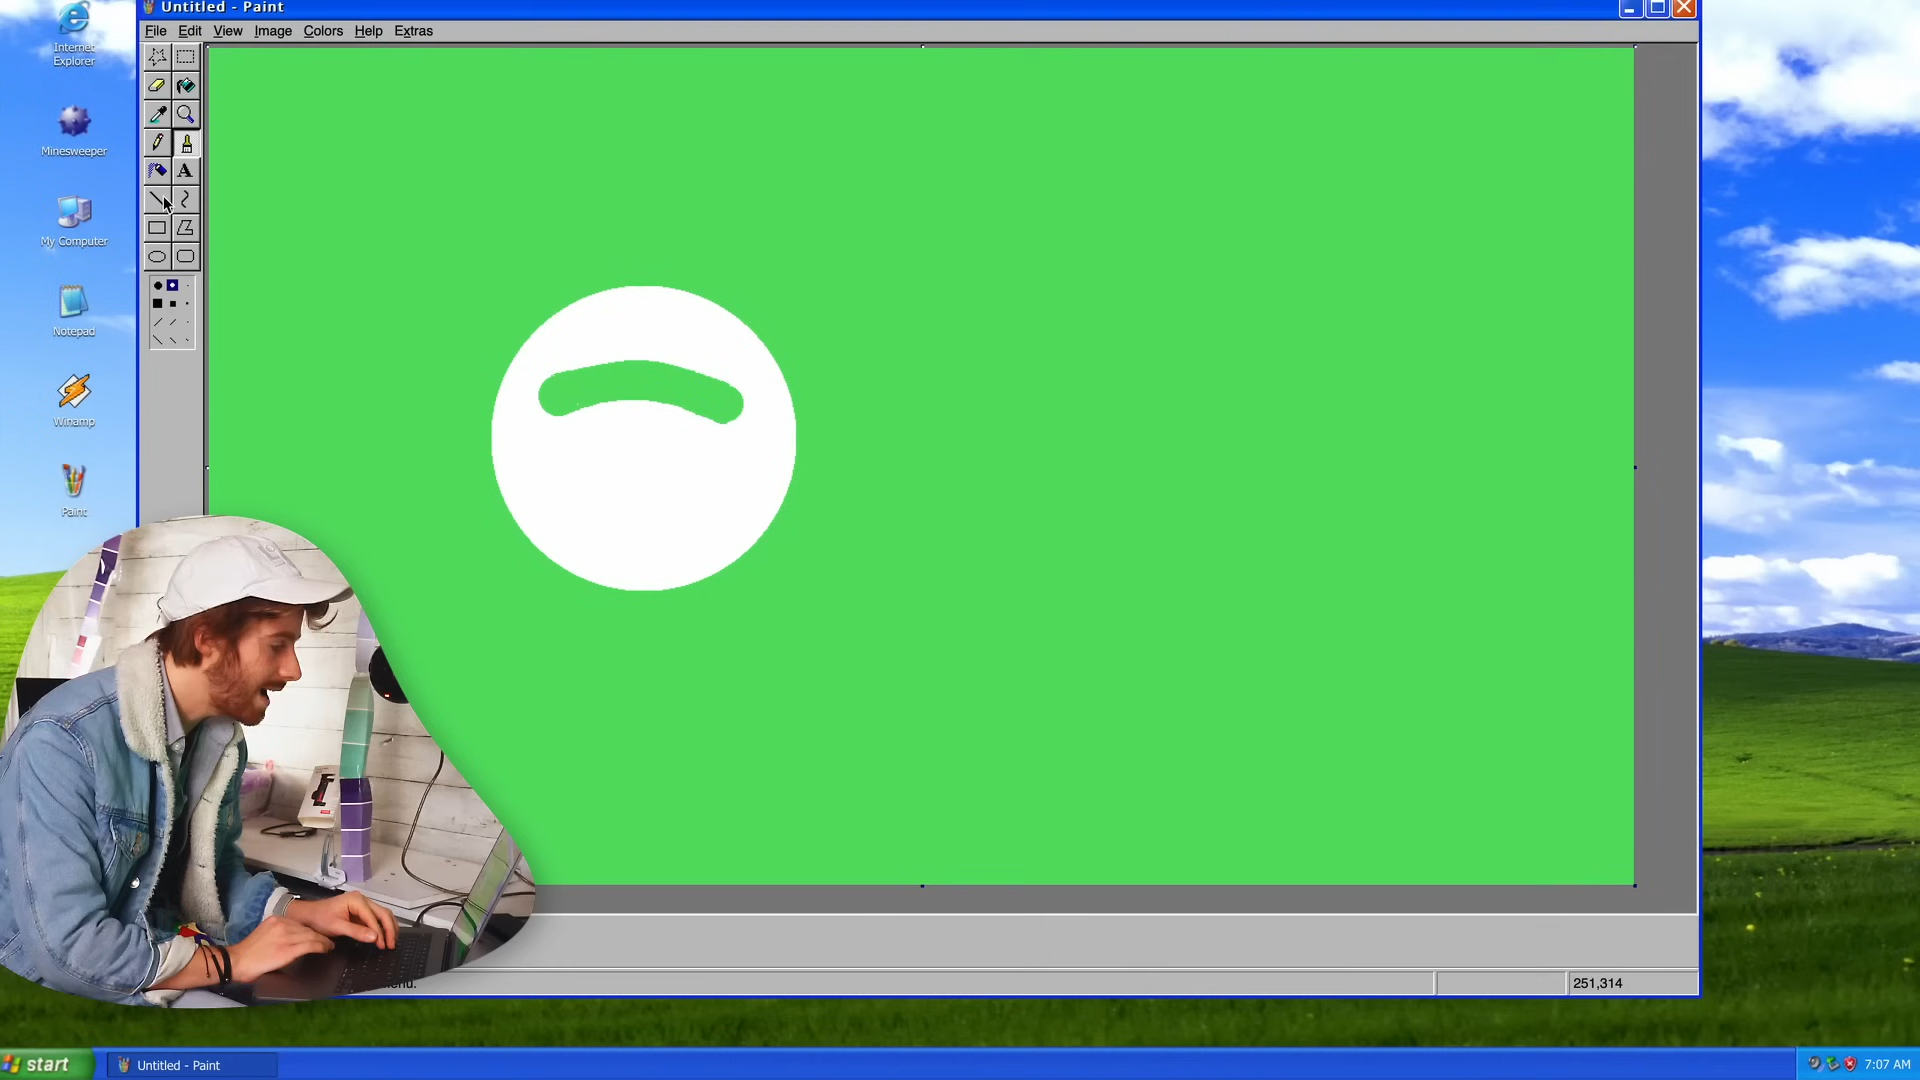 Untitled - Paint
File Edit View Image Colors Help Extras
Internet
Explorer
Minesweeper
My Computer
Notepad
Winamp
Paint
A
251,314
start
Untitled - Paint
7:07 AM